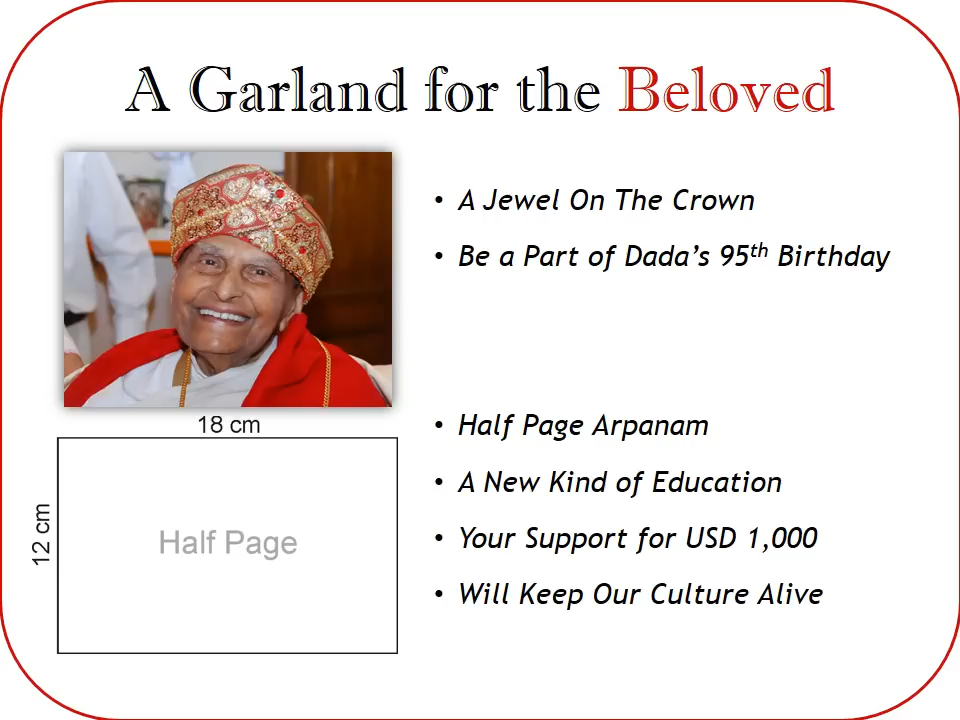 A Garland for the Beloved
• A Jewel On The Crown
• Be a Part of Dada’s 95th Birthday
18 cm
12 cm
Half Page
• Half Page Arpanam
• A New Kind of Education
• Your Support for USD 1,000
• Will Keep Our Culture Alive